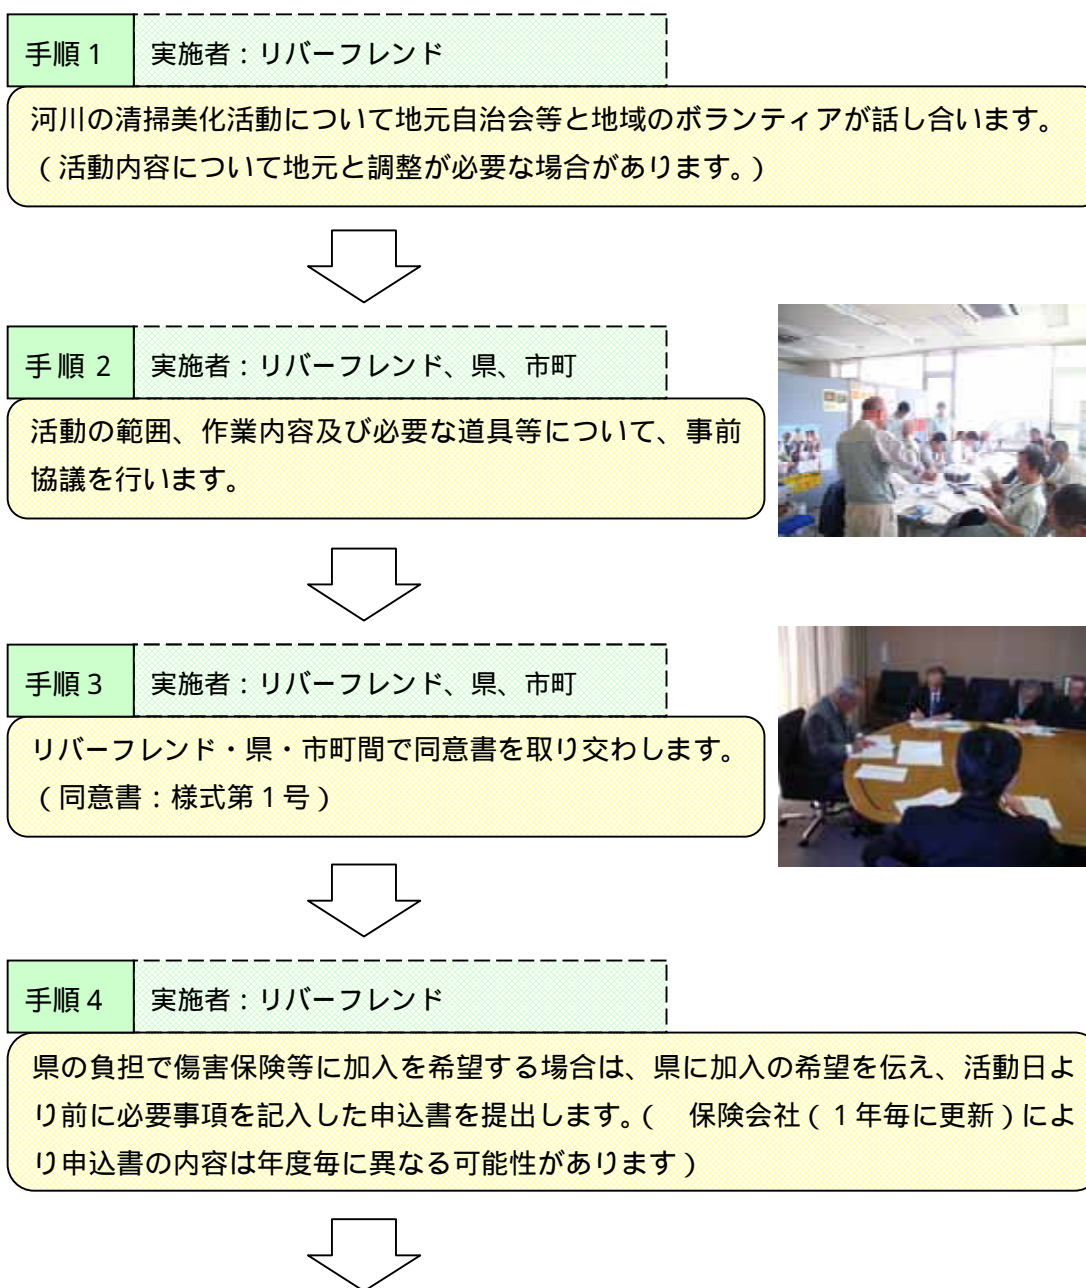 手順1 実施者：リバーフレンド
河川の清掃美化活動について地元自治会等と地域のボランティアが話し合います。
（活動内容について地元と調整が必要な場合があります。）
手順2 実施者：リバーフレンド、県、市町
活動の範囲、作業内容及び必要な道具等について、事前
協議を行います。
手順3 実施者：リバーフレンド、県、市町
リバーフレンド・県・市町間で同意書を取り交わします。
（同意書：様式第1号）
手順4 実施者：リバーフレンド
県の負担で傷害保険等に加入を希望する場合は、県に加入の希望を伝え、活動日よ
り前に必要事項を記入した申込書を提出します。（　保険会社（1年毎に更新）によ
り申込書の内容は年度毎に異なる可能性があります）